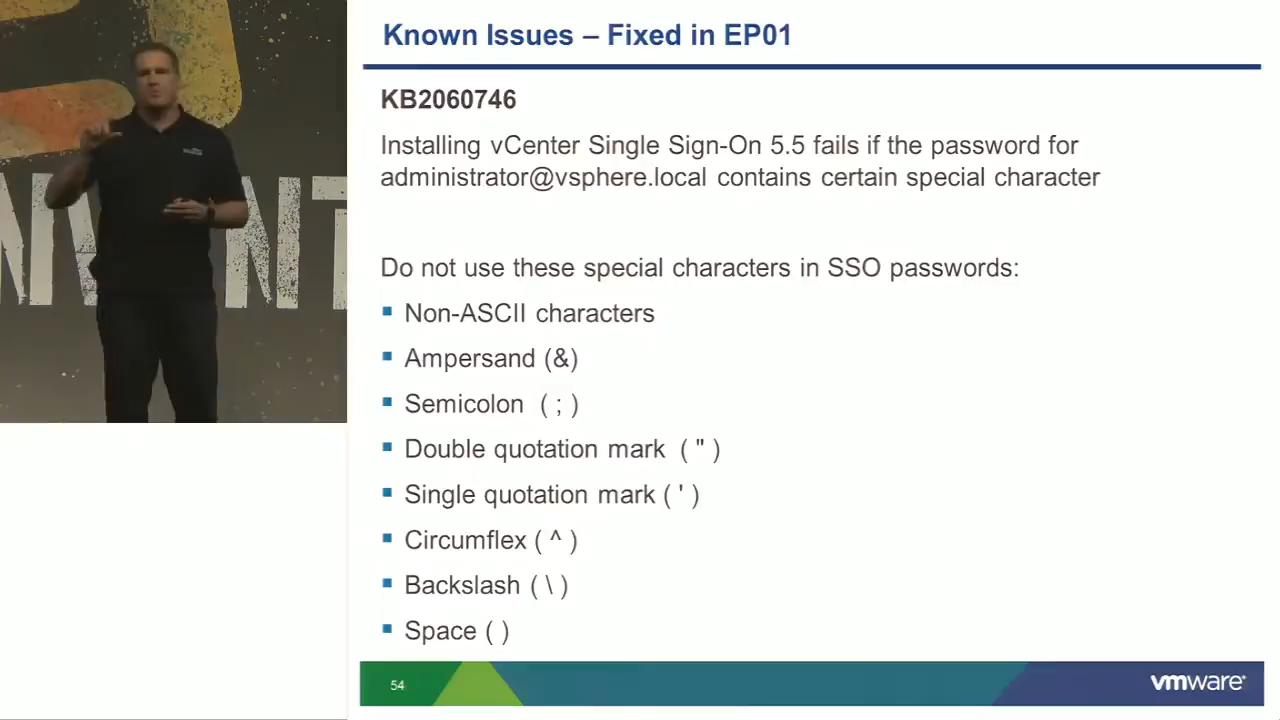 Known Issues – Fixed in EP01
KB2060746
Installing vCenter Single Sign-On 5.5 fails if the password for
administrator@vsphere.local contains certain special character
Do not use these special characters in SSO passwords:
Non-ASCII characters
Ampersand (&)
Semicolon ( ; )
Double quotation mark ( " )
Single quotation mark ( ' )
Circumflex ( ^ )
Backslash ( \ )
Space ( )
54
vmware